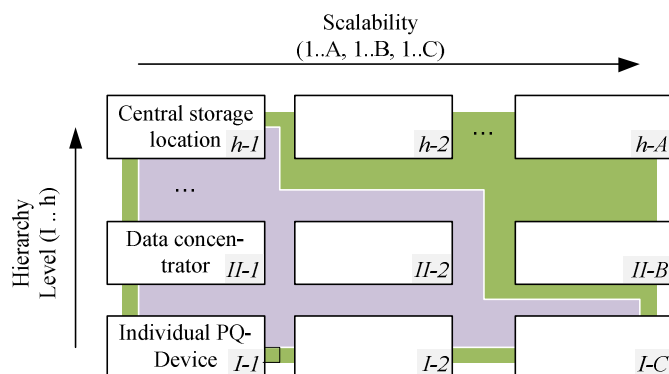 Scalability
(1..A, 1..B, 1..C)
Hierarchy
Level (I .. h)
Central storage
location
h-1
h-2
...
h-A
...
Data concen-
trator
II-1
II-2
II-B
Individual PQ-
Device
I-1
I-2
I-C